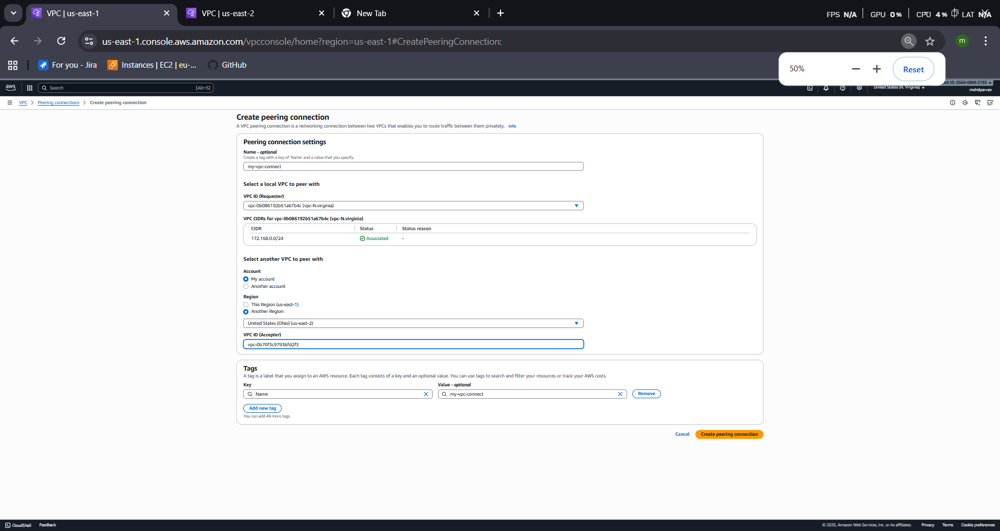 VPC | us-east-1
VPC | us-east-2
New Tab
FPS N/A GPU 0% CPU 4% LAT N/A
us-east-1.console.aws.amazon.com/vpcconsole/home?region=us-east-1#CreatePeeringConnection:
m
For you - Jira
Instances | EC2 | eu-...
GitHub
50%
Reset
aws
Search
[Alt+S]
United States (N. Virginia)
ID: 0560-0009-5785
mohdparvez
VPC
Peering connections
Create peering connection
Create peering connection
A VPC peering connection is a networking connection between two VPCs that enables you to route traffic between them privately. Info
Peering connection settings
Name - optional
Create a tag with a key of 'Name' and a value that you specify.
my-vpc-connect
Select a local VPC to peer with
VPC ID (Requester)
vpc-0b086192b51a67b4c (vpc-N.virginia)
VPC CIDRs for vpc-0b086192b51a67b4c (vpc-N.virginia)
CIDR Status Status reason
172.168.0.0/24 Associated -
Select another VPC to peer with
Account
My account
Another account
Region
This Region (us-east-1)
Another Region
United States (Ohio) (us-east-2)
VPC ID (Accepter)
vpc-0b70f3c97936fd2f3
Tags
A tag is a label that you assign to an AWS resource. Each tag consists of a key and an optional value. You can use tags to search and filter your resources or track your AWS costs.
Key Value - optional
Name my-vpc-connect Remove
Add new tag
You can add 49 more tags.
Cancel Create peering connection
CloudShell Feedback © 2025, Amazon Web Services, Inc. or its affiliates. Privacy Terms Cookie preferences